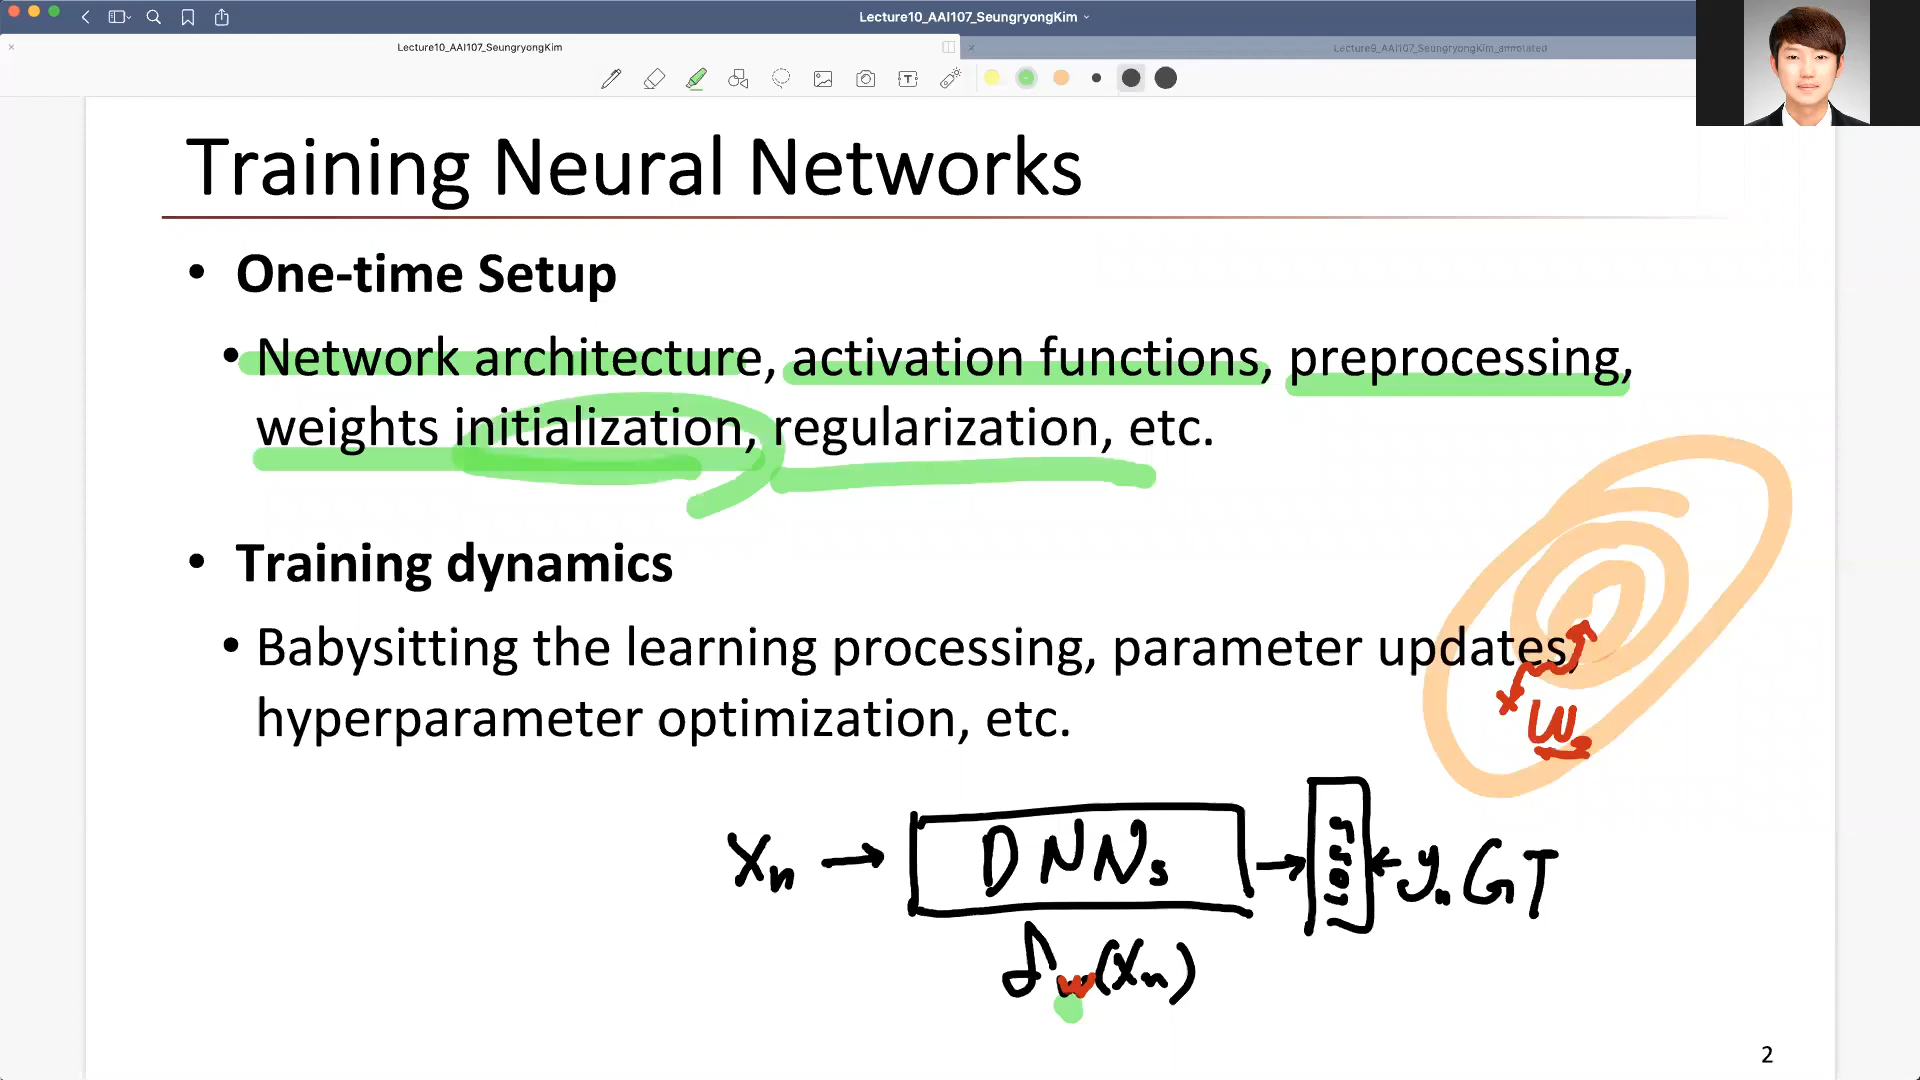 Lecture10_AAI107_SeungryongKim
Lecture10_AAI107_SeungryongKim
Lecture9_AAI107_SeungryongKim_annotated
Training Neural Networks
• One-time Setup
• Network architecture, activation functions, preprocessing,
weights initialization, regularization, etc.
• Training dynamics
• Babysitting the learning processing, parameter updates,
hyperparameter optimization, etc.
W
Xn → DNNs → Loss ← yn GT
fw(Xn)
2